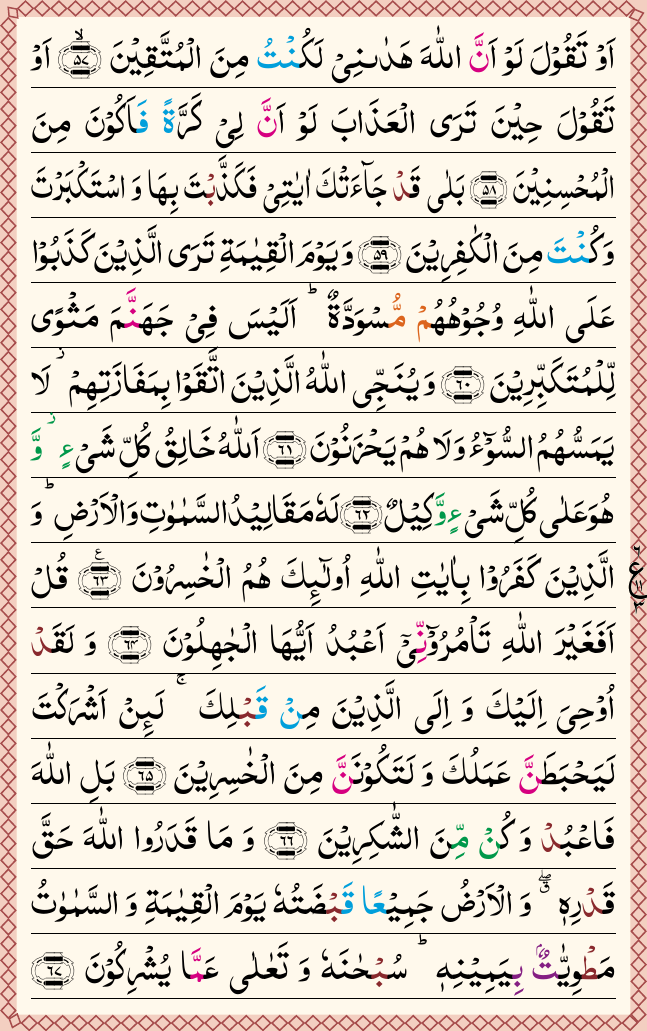 اَوۡ تَقُوۡلَ لَوۡ اَنَّ اللّٰهَ هَدٰٮنِىۡ لَكُنۡتُ مِنَ الۡمُتَّقِيۡنَۙ‏ ﴿۵۷﴾ اَوۡ
تَقُوۡلَ حِيۡنَ تَرَى الۡعَذَابَ لَوۡ اَنَّ لِىۡ كَرَّةً فَاَكُوۡنَ مِنَ
الۡمُحۡسِنِيۡنَ‏ ﴿۵۸﴾ بَلٰى قَدۡ جَآءَتۡكَ اٰيٰتِىۡ فَكَذَّبۡتَ بِهَا وَ اسۡتَكۡبَرۡتَ
وَكُنۡتَ مِنَ الۡكٰفِرِيۡنَ‏ ﴿۵۹﴾ وَيَوۡمَ الۡقِيٰمَةِ تَرَى الَّذِيۡنَ كَذَبُوۡا
عَلَى اللّٰهِ وُجُوۡهُهُمۡ مُّسۡوَدَّةٌ  ؕ اَلَيۡسَ فِىۡ جَهَنَّمَ مَثۡوًى
لِّلۡمُتَكَبِّرِيۡنَ‏ ﴿۶۰﴾ وَيُنَجِّى اللّٰهُ الَّذِيۡنَ اتَّقَوۡا بِمَفَازَتِهِمۡ لَا
يَمَسُّهُمُ السُّوۡٓءُ وَلَا هُمۡ يَحۡزَنُوۡنَ‏ ﴿۶۱﴾ اَللّٰهُ خَالِقُ كُلِّ شَىۡءٍ  وَّ
هُوَ عَلٰى كُلِّ شَىۡءٍ وَّكِيۡلٌ‏ ﴿۶۲﴾ لَهٗ مَقَالِيۡدُ السَّمٰوٰتِ وَالۡاَرۡضِ‌ؕ وَ
الَّذِيۡنَ كَفَرُوۡا بِاٰيٰتِ اللّٰهِ اُولٰٓٮِٕكَ هُمُ الۡخٰسِرُوۡنَ‏ ﴿۶۳﴾ قُلۡ
اَفَغَيۡرَ اللّٰهِ تَاۡمُرُوۡٓنِّىۡٓ اَعۡبُدُ اَيُّهَا الۡجٰهِلُوۡنَ‏ ﴿۶۴﴾ وَ لَقَدۡ
اُوۡحِىَ اِلَيۡكَ وَ اِلَى الَّذِيۡنَ مِنۡ قَبۡلِكَ‌ۚ لَٮِٕنۡ اَشۡرَكۡتَ
لَيَحۡبَطَنَّ عَمَلُكَ وَ لَتَكُوۡنَنَّ مِنَ الۡخٰسِرِيۡنَ‏ ﴿۶۵﴾ بَلِ اللّٰهَ
فَاعۡبُدۡ وَكُنۡ مِّنَ الشّٰكِرِيۡنَ‏ ﴿۶۶﴾ وَ مَا قَدَرُوا اللّٰهَ حَقَّ
قَدۡرِهٖ ۖ  وَ الۡاَرۡضُ جَمِيۡعًا قَبۡضَتُهٗ يَوۡمَ الۡقِيٰمَةِ وَ السَّمٰوٰتُ
مَطۡوِيّٰتٌۢ بِيَمِيۡنِهٖ‌ ؕ سُبۡحٰنَهٗ وَ تَعٰلٰى عَمَّا يُشۡرِكُوۡنَ‏ ﴿۶۷﴾